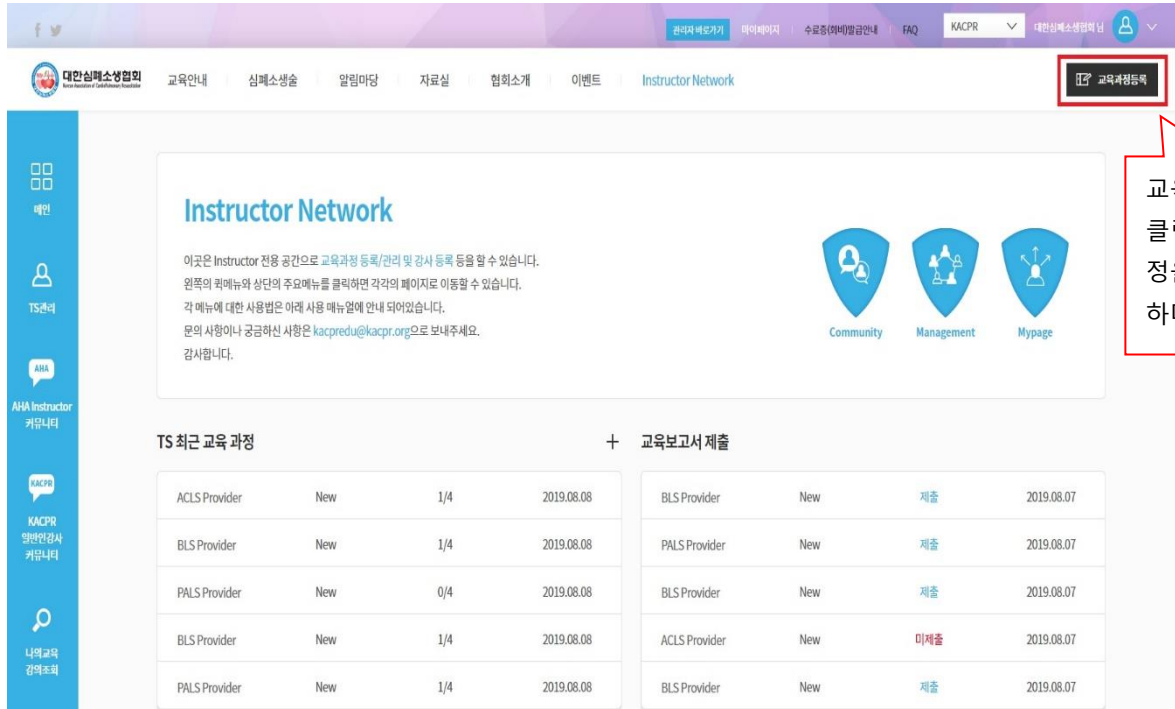 관리자 바로가기 마이페이지 수료증(회비)발급안내 FAQ KACPR 대한심폐소생협회 님
대한심폐소생협회
Korean Association of CardioPulmonary Resuscitation
교육안내 심폐소생술 알림마당 자료실 협회소개 이벤트 Instructor Network
교육과정등록
메인
TS관리
AHA
AHA Instructor
커뮤니티
KACPR
KACPR
일반인강사
커뮤니티
나의교육
강의조회
Instructor Network
이곳은 Instructor 전용 공간으로 교육과정 등록/관리 및 강사 등록 등을 할 수 있습니다.
왼쪽의 퀵메뉴와 상단의 주요메뉴를 클릭하면 각각의 페이지로 이동할 수 있습니다.
각 메뉴에 대한 사용법은 아래 사용 매뉴얼에 안내 되어있습니다.
문의 사항이나 궁금하신 사항은 kacpredu@kacpr.org으로 보내주세요.
감사합니다.
Community Management Mypage
정
TS 최근 교육 과정 +
ACLS Provider New 1/4 2019.08.08
BLS Provider New 1/4 2019.08.08
PALS Provider New 0/4 2019.08.08
BLS Provider New 1/4 2019.08.08
PALS Provider New 1/4 2019.08.08
교육보고서 제출
BLS Provider New 제출 2019.08.07
PALS Provider New 제출 2019.08.07
BLS Provider New 제출 2019.08.07
ACLS Provider New 미제출 2019.08.07
BLS Provider New 제출 2019.08.07